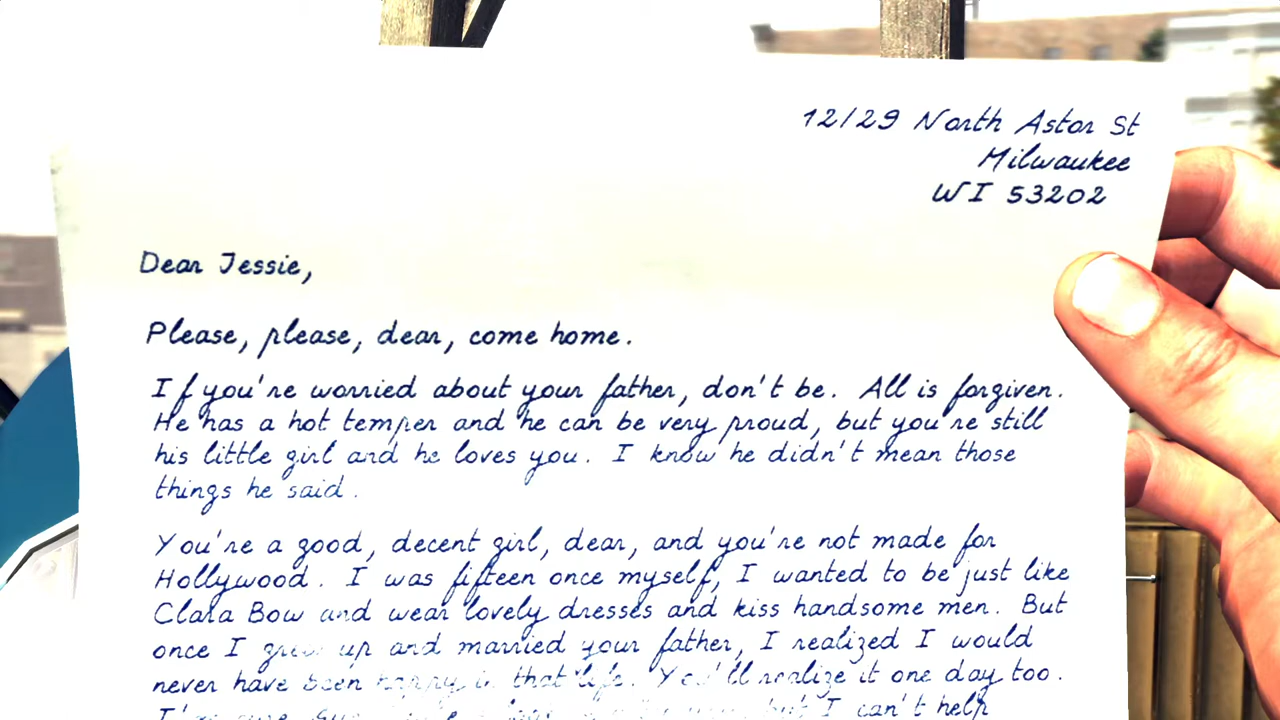 12/29 North Astor St
Milwaukee
WI 53202
Dear Jessie,
Please, please, dear, come home.
If you're worried about your father, don't be. All is forgiven.
He has a hot temper and he can be very proud, but you're still
his little girl and he loves you. I know he didn't mean those
things he said.
You're a good, decent girl, dear, and you're not made for
Hollywood. I was fifteen once myself, I wanted to be just like
Clara Bow and wear lovely dresses and kiss handsome men. But
once I grew up and married your father, I realized I would
never have been happy in that life. You'll realize it one day too.
but I can't help